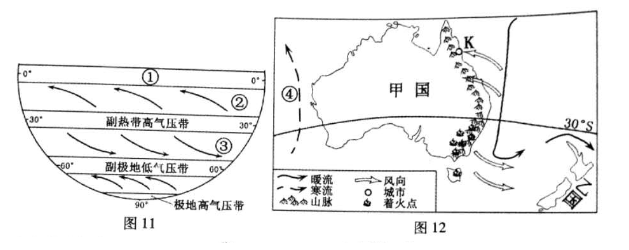 ①
0°
0°
②
副热带高气压带
30°
30°
③
副极地低气压带
60°
60°
极地高气压带
90°
图11
K
④
甲国
30°S
乙国
暖流
风向
寒流
城市
山脉
着火点
图12